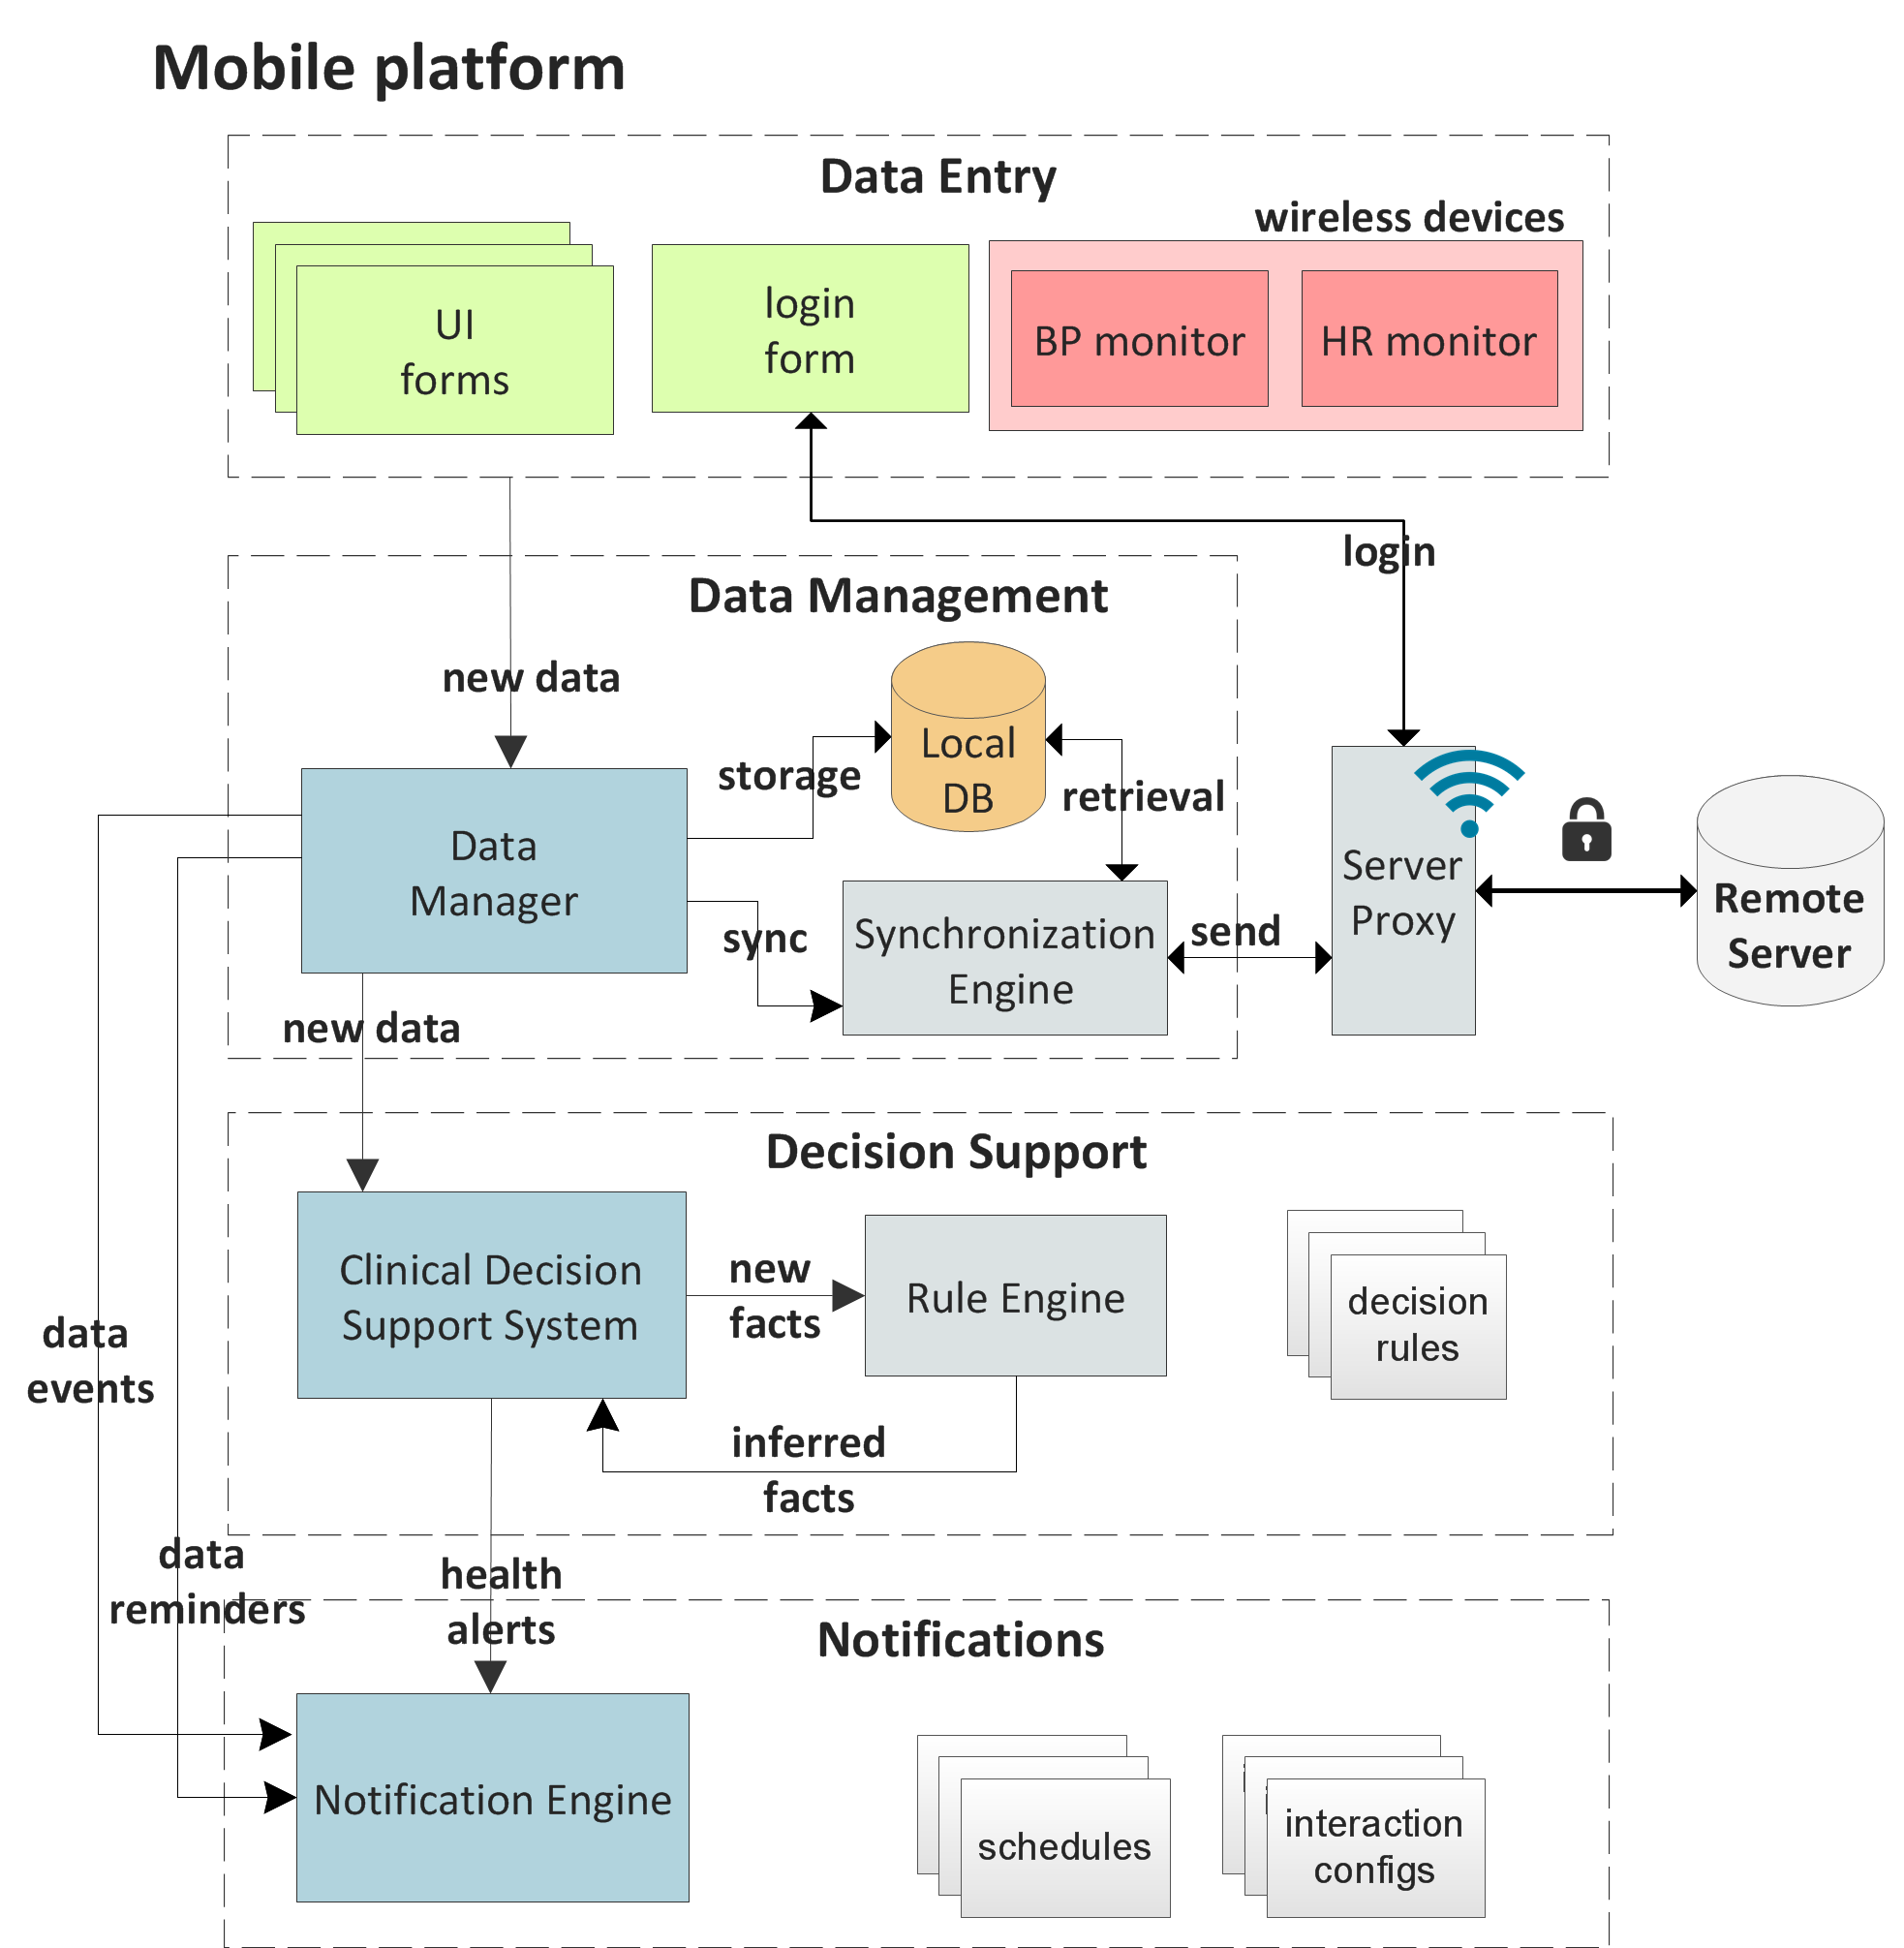 Mobile platform
Data Entry
wireless devices
UI
forms
login
form
BP monitor
HR monitor
login
Data Management
new data
storage
Local
DB
retrieval
Data
Manager
sync
Synchronization
Engine
send
Server
Proxy
Remote
Server
new data
Decision Support
Clinical Decision
Support System
new
facts
Rule Engine
decision
rules
inferred
facts
data
events
data
reminders
health
alerts
Notifications
Notification Engine
schedules
interaction
configs